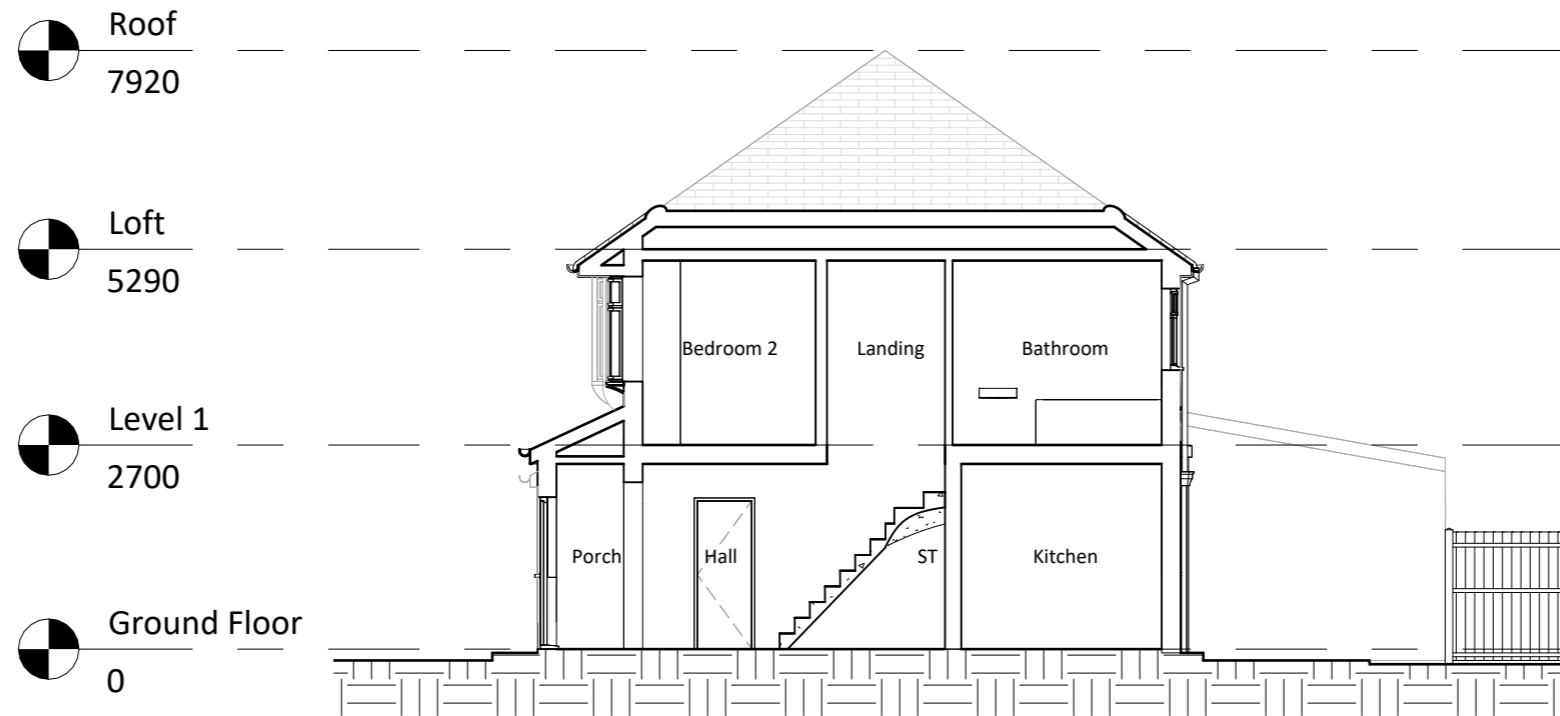 Roof
7920
Loft
5290
Bedroom 2
Landing
Bathroom
Level 1
2700
Porch
Hall
ST
Kitchen
Ground Floor
0